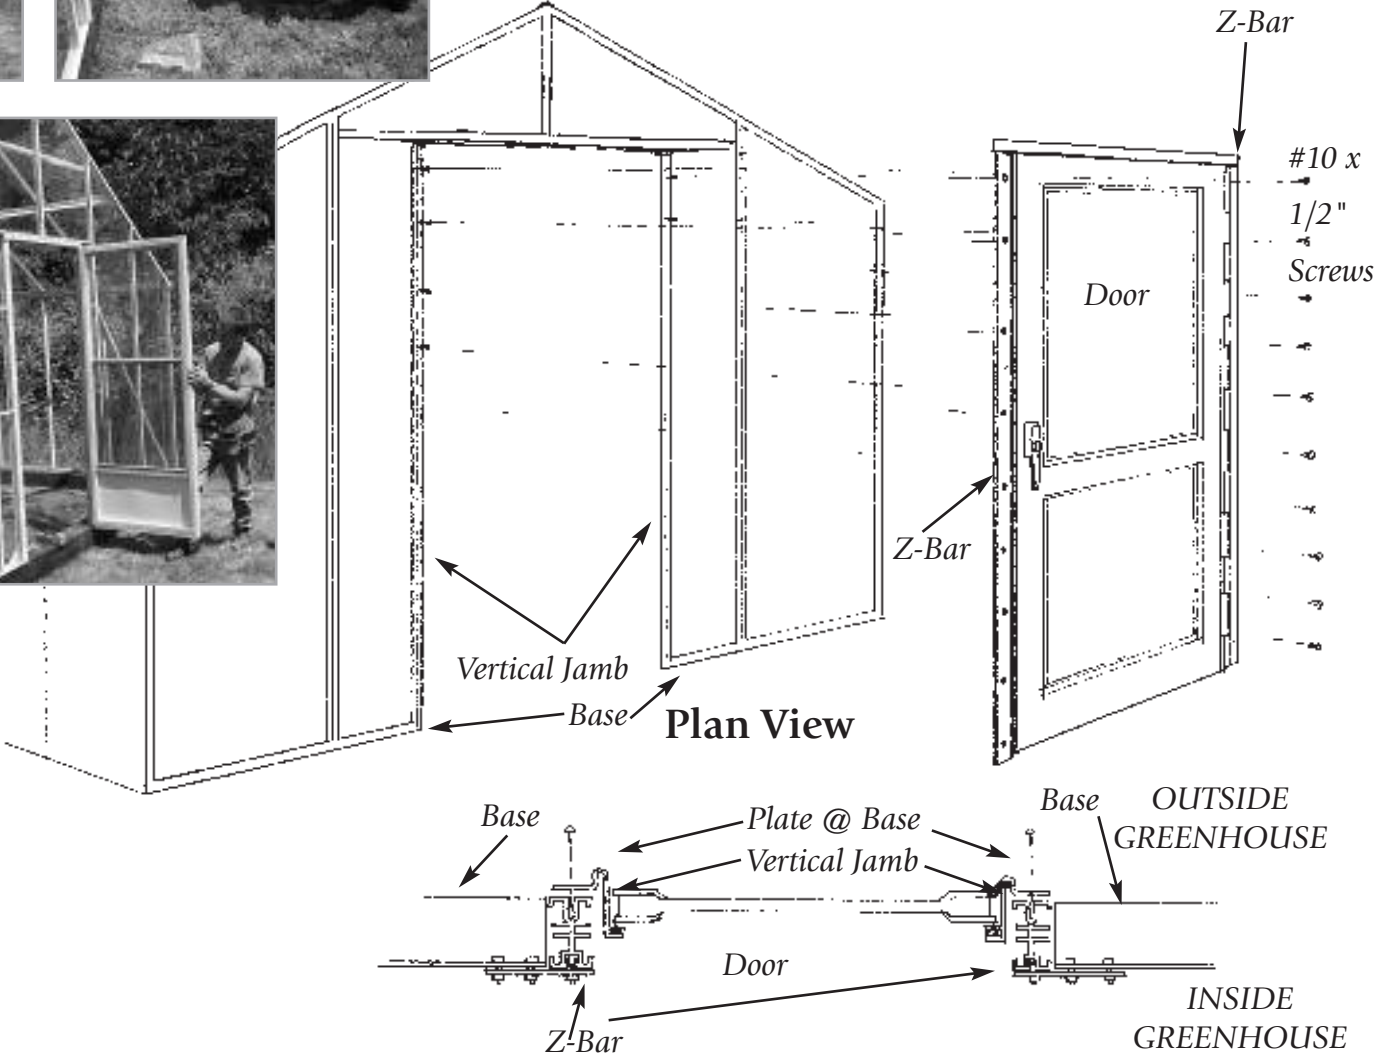 Z-Bar
#10 x
1/2"
Screws
Door
Z-Bar
Vertical Jamb
Base
Plan View
Base
Plate @ Base
Vertical Jamb
Base
OUTSIDE
GREENHOUSE
Door
Z-Bar
INSIDE
GREENHOUSE